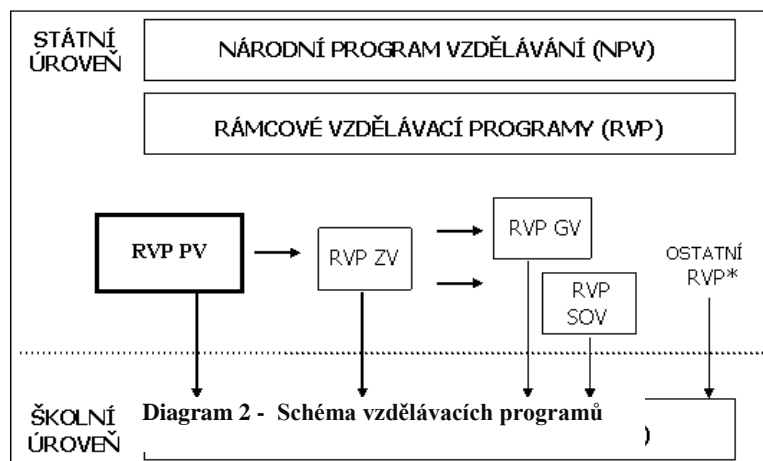 STÁTNÍ
ÚROVEŇ
NÁRODNÍ PROGRAM VZDĚLÁVÁNÍ (NPV)
RÁMCOVÉ VZDĚLÁVACÍ PROGRAMY (RVP)
RVP PV
RVP ZV
RVP GV
RVP
SOV
OSTATNÍ
RVP*
ŠKOLNÍ
ÚROVEŇ
Diagram 2 - Schéma vzdělávacích programů
)